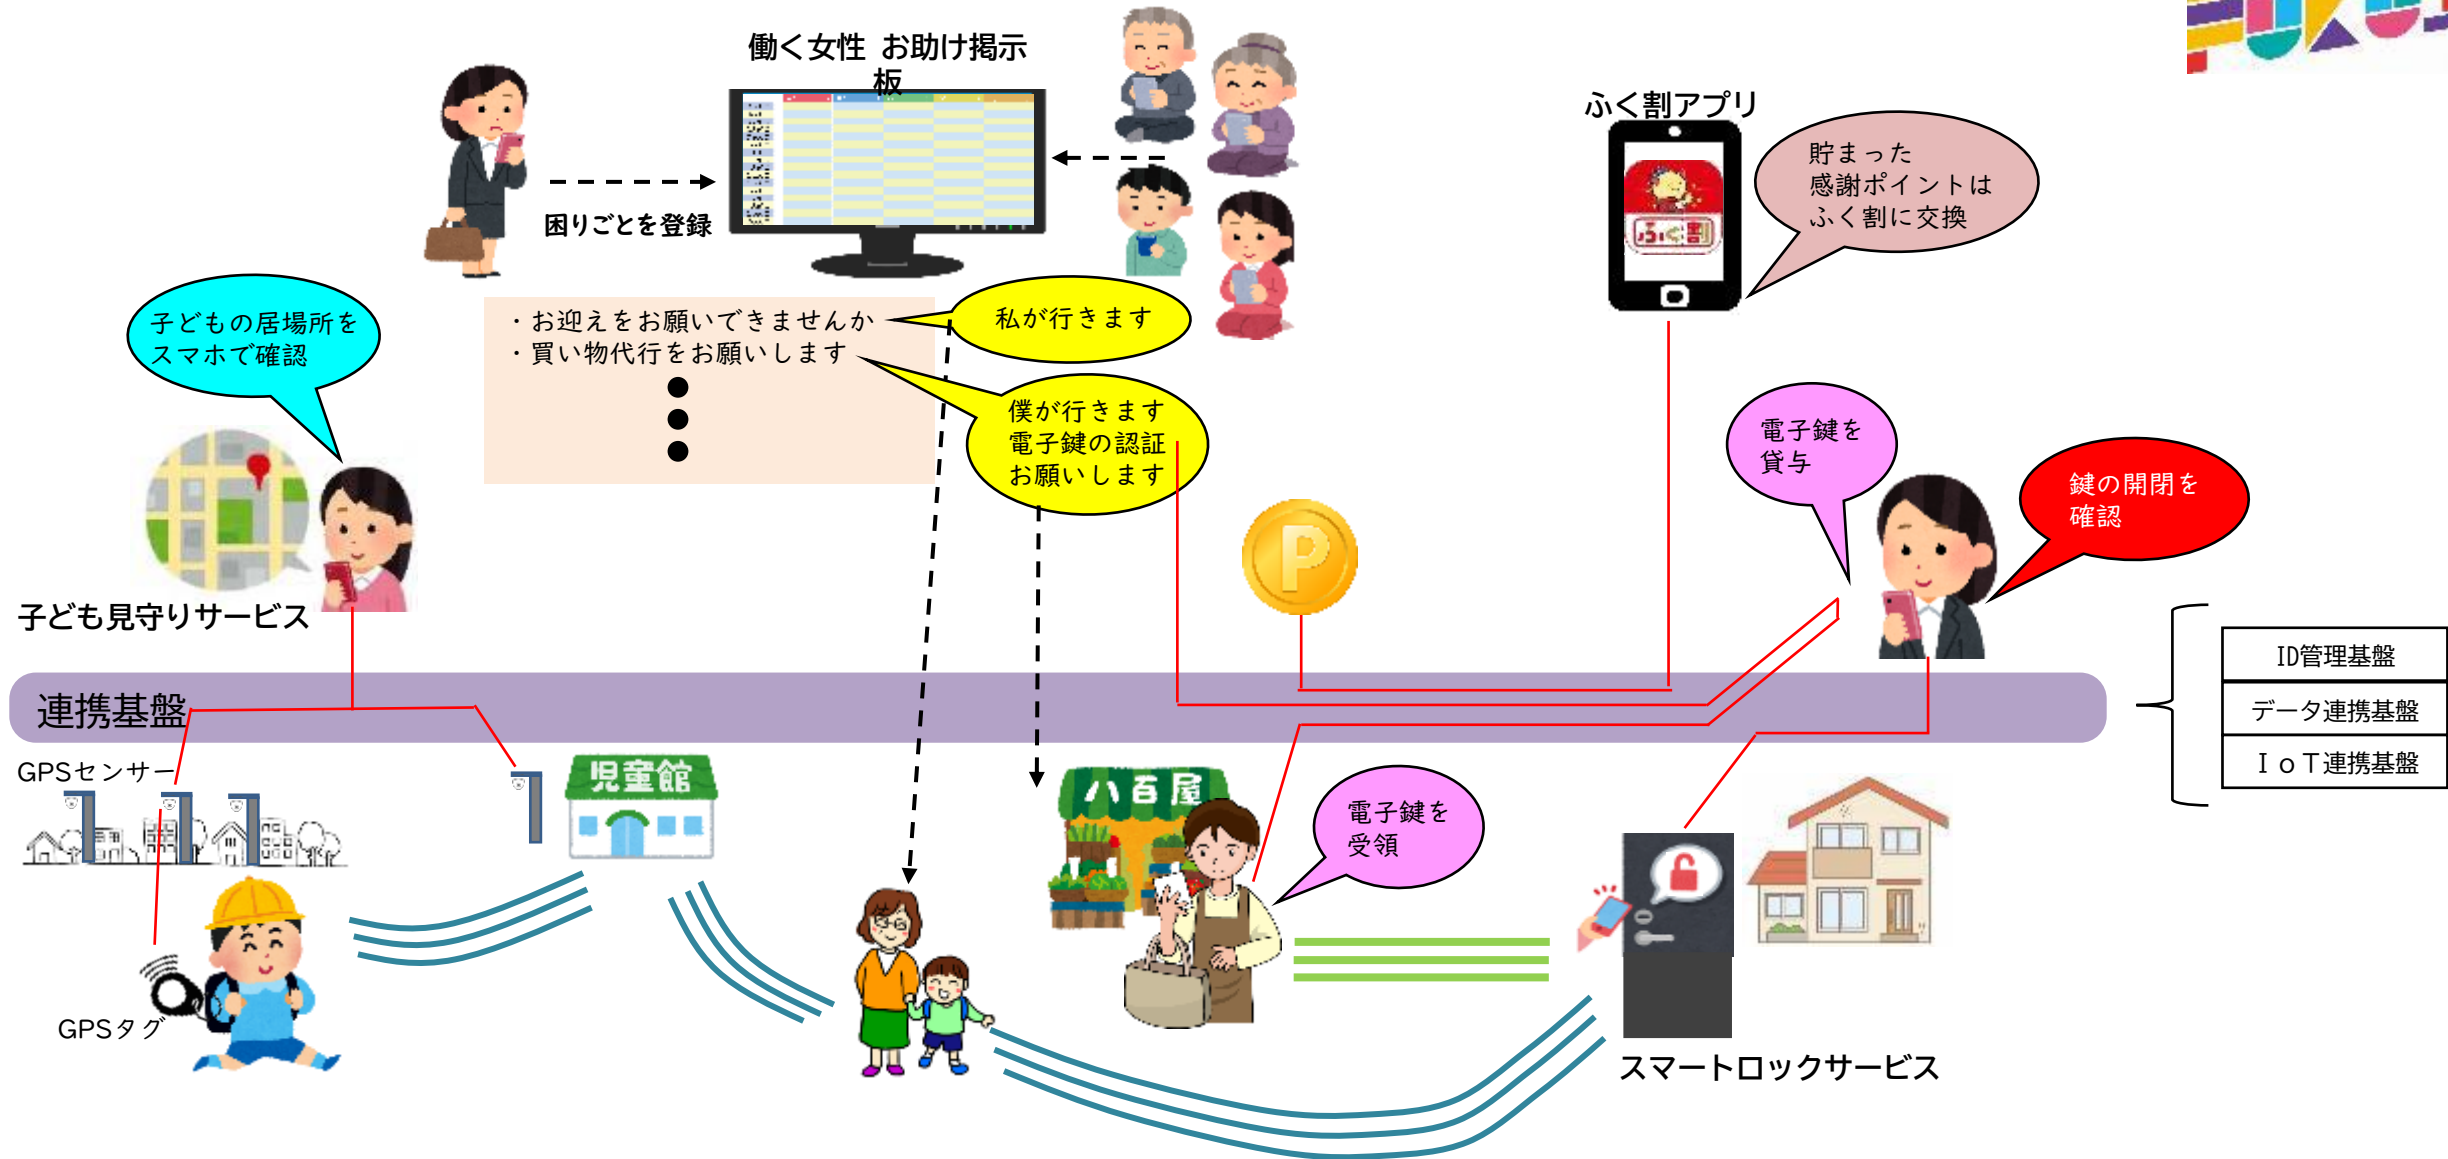 働く女性 お助け掲示
板
ふく割アプリ
貯まった
感謝ポイントは
ふく割に交換
ふく割
困りごとを登録
子どもの居場所を
スマホで確認
・お迎えをお願いできませんか
・買い物代行をお願いします
●
●
●
私が行きます
僕が行きます
電子鍵の認証
お願いします
電子鍵を
貸与
鍵の開閉を
確認
P
子ども見守りサービス
連携基盤
ID管理基盤
データ連携基盤
ＩｏＴ連携基盤
GPSセンサー
児童館
八百屋
電子鍵を
受領
GPSタグ
スマートロックサービス